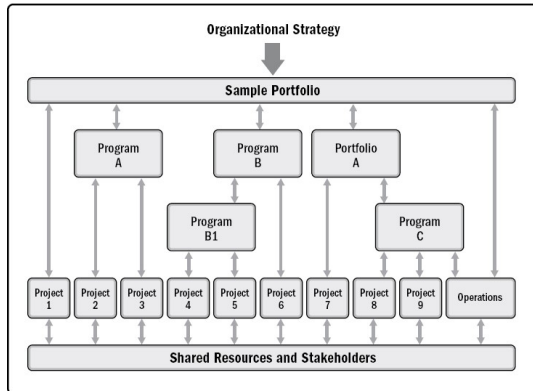 Organizational Strategy
Sample Portfolio
Program
A
Program
B
Portfolio
A
Program
B1
Program
C
Project
1
Project
2
Project
3
Project
4
Project
5
Project
6
Project
7
Project
8
Project
9
Operations
Shared Resources and Stakeholders